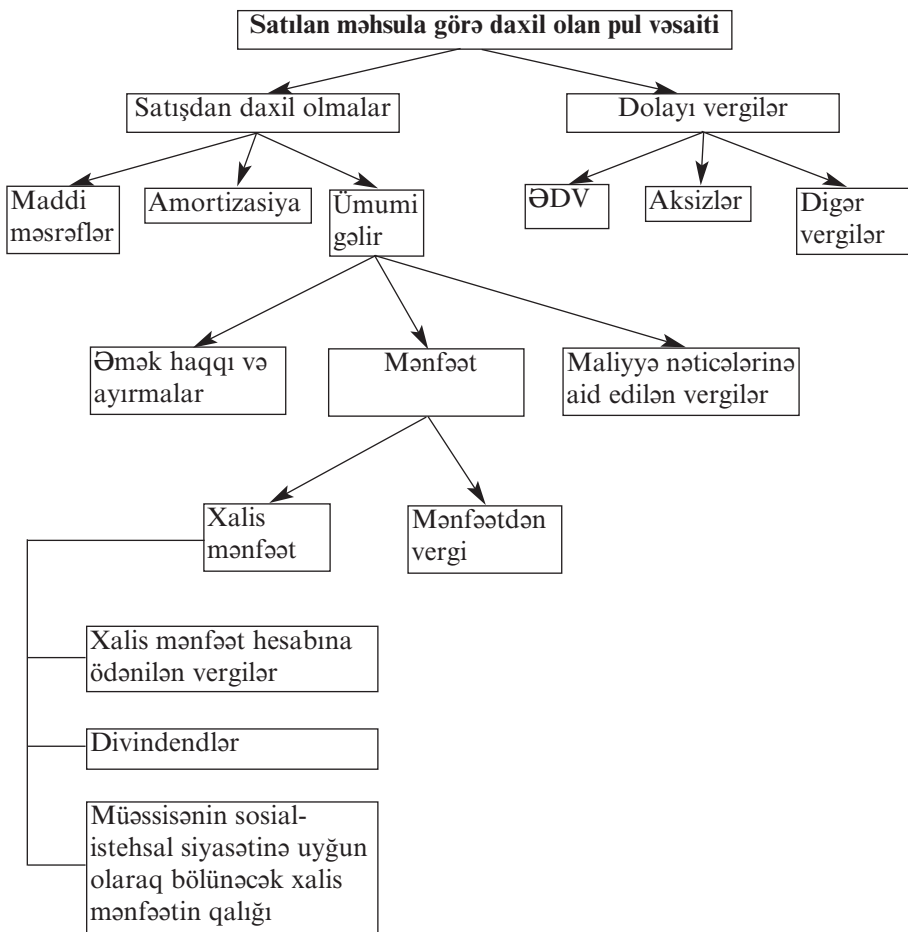 Satılan məhsula görə daxil olan pul vəsaiti
Satışdan daxil olmalar
Dolayı vergilər
Maddi
məsrəflər
Amortizasiya
Ümumi
gəlir
ƏDV
Aksizlər
Digər
vergilər
Əmək haqqı və
ayırmalar
Mənfəət
Maliyyə nəticələrinə
aid edilən vergilər
Xalis
mənfəət
Mənfəətdən
vergi
Xalis mənfəət hesabına
ödənilən vergilər
Divindendlər
Müəssisənin sosial-
istehsal siyasətinə uyğun
olaraq bölünəcək xalis
mənfəətin qalığı